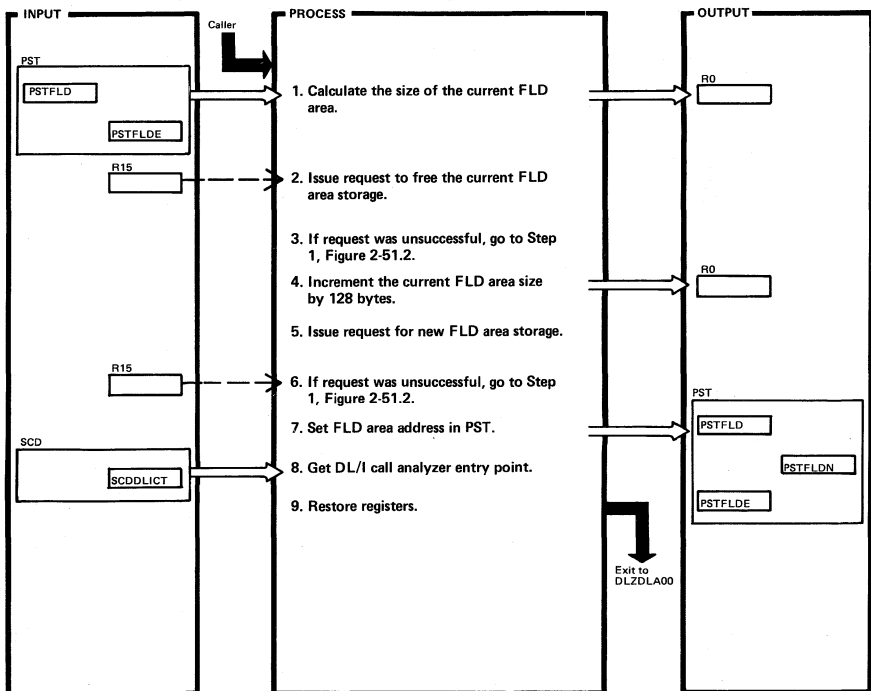 INPUT
PROCESS
OUTPUT
Caller
PST
PSTFLD
PSTFLDE
1. Calculate the size of the current FLD
area.
R0
R15
2. Issue request to free the current FLD
area storage.
3. If request was unsuccessful, go to Step
1, Figure 2-51.2.
4. Increment the current FLD area size
by 128 bytes.
R0
5. Issue request for new FLD area storage.
R15
6. If request was unsuccessful, go to Step
1, Figure 2-51.2.
7. Set FLD area address in PST.
PST
PSTFLD
PSTFLDN
PSTFLDE
SCD
SCDDLICT
8. Get DL/I call analyzer entry point.
9. Restore registers.
Exit to
DLZDLA00